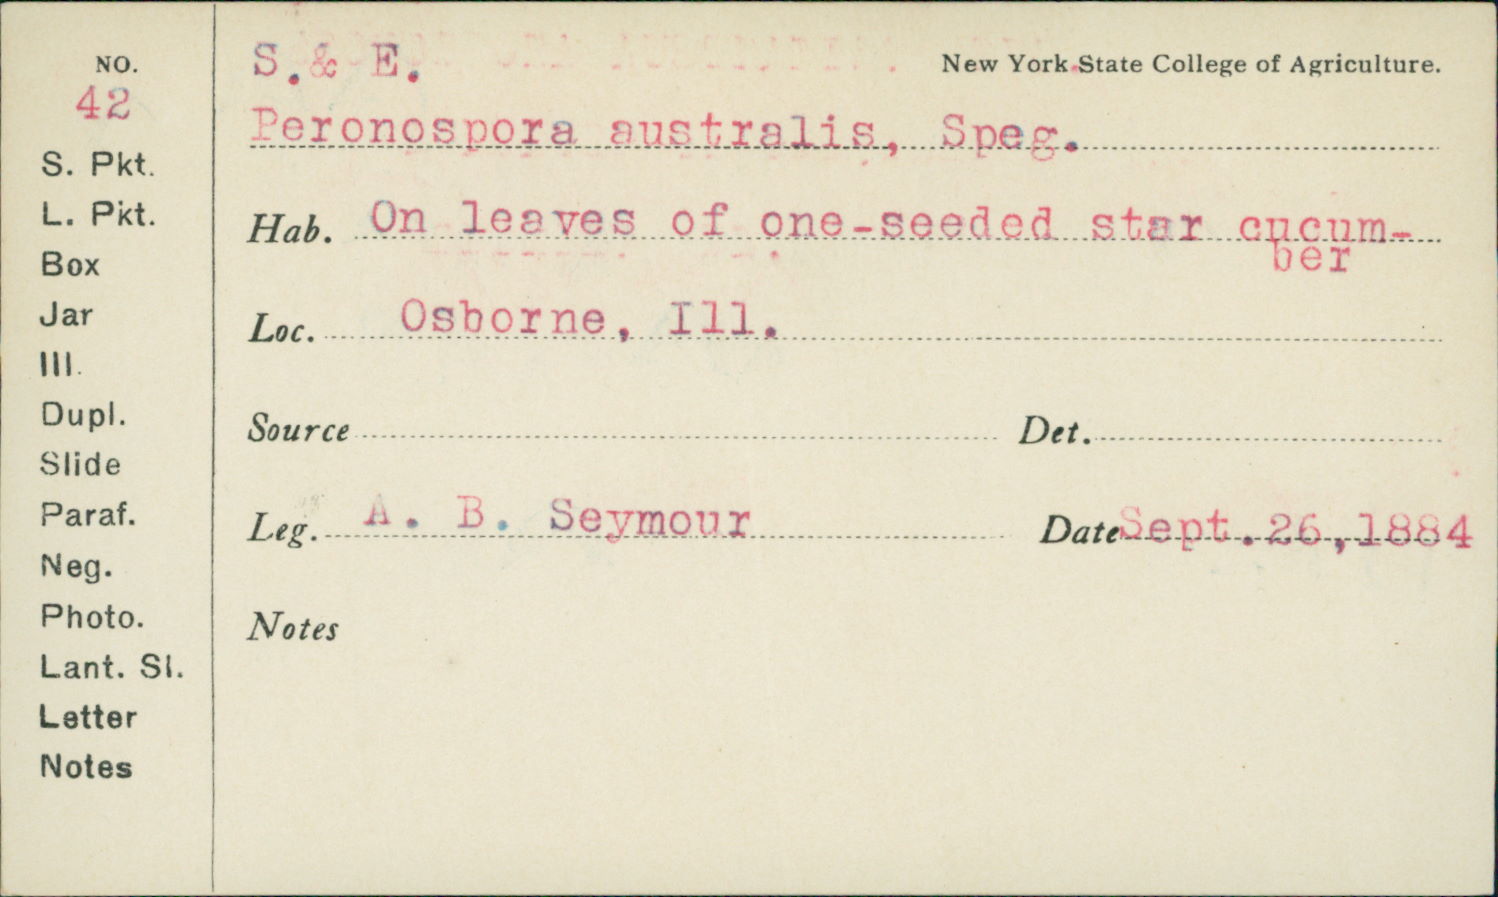 NO.
42
S. Pkt.
L. Pkt.
Box
Jar
Ill.
Dupl.
Slide
Paraf.
Neg.
Photo.
Lant. Sl.
Letter
Notes
S. & E.
New York State College of Agriculture.
Peronospora australis, Speg.
Hab. On leaves of one-seeded star cucum-
ber
Loc. Osborne, Ill.
Source Det.
Leg. A. B. Seymour Date Sept. 26, 1884
Notes